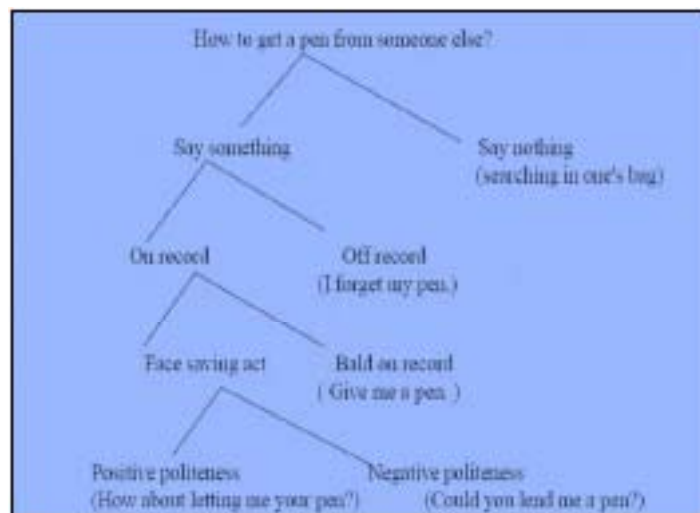 How to get a pen from someone else?
Say something
Say nothing
(searching in one's bag)
On record
Off record
(I forget my pen.)
Face saving act
Bald on record
( Give me a pen. )
Positive politeness
Negative politeness
(How about letting me your pen?)
(Could you lend me a pen?)